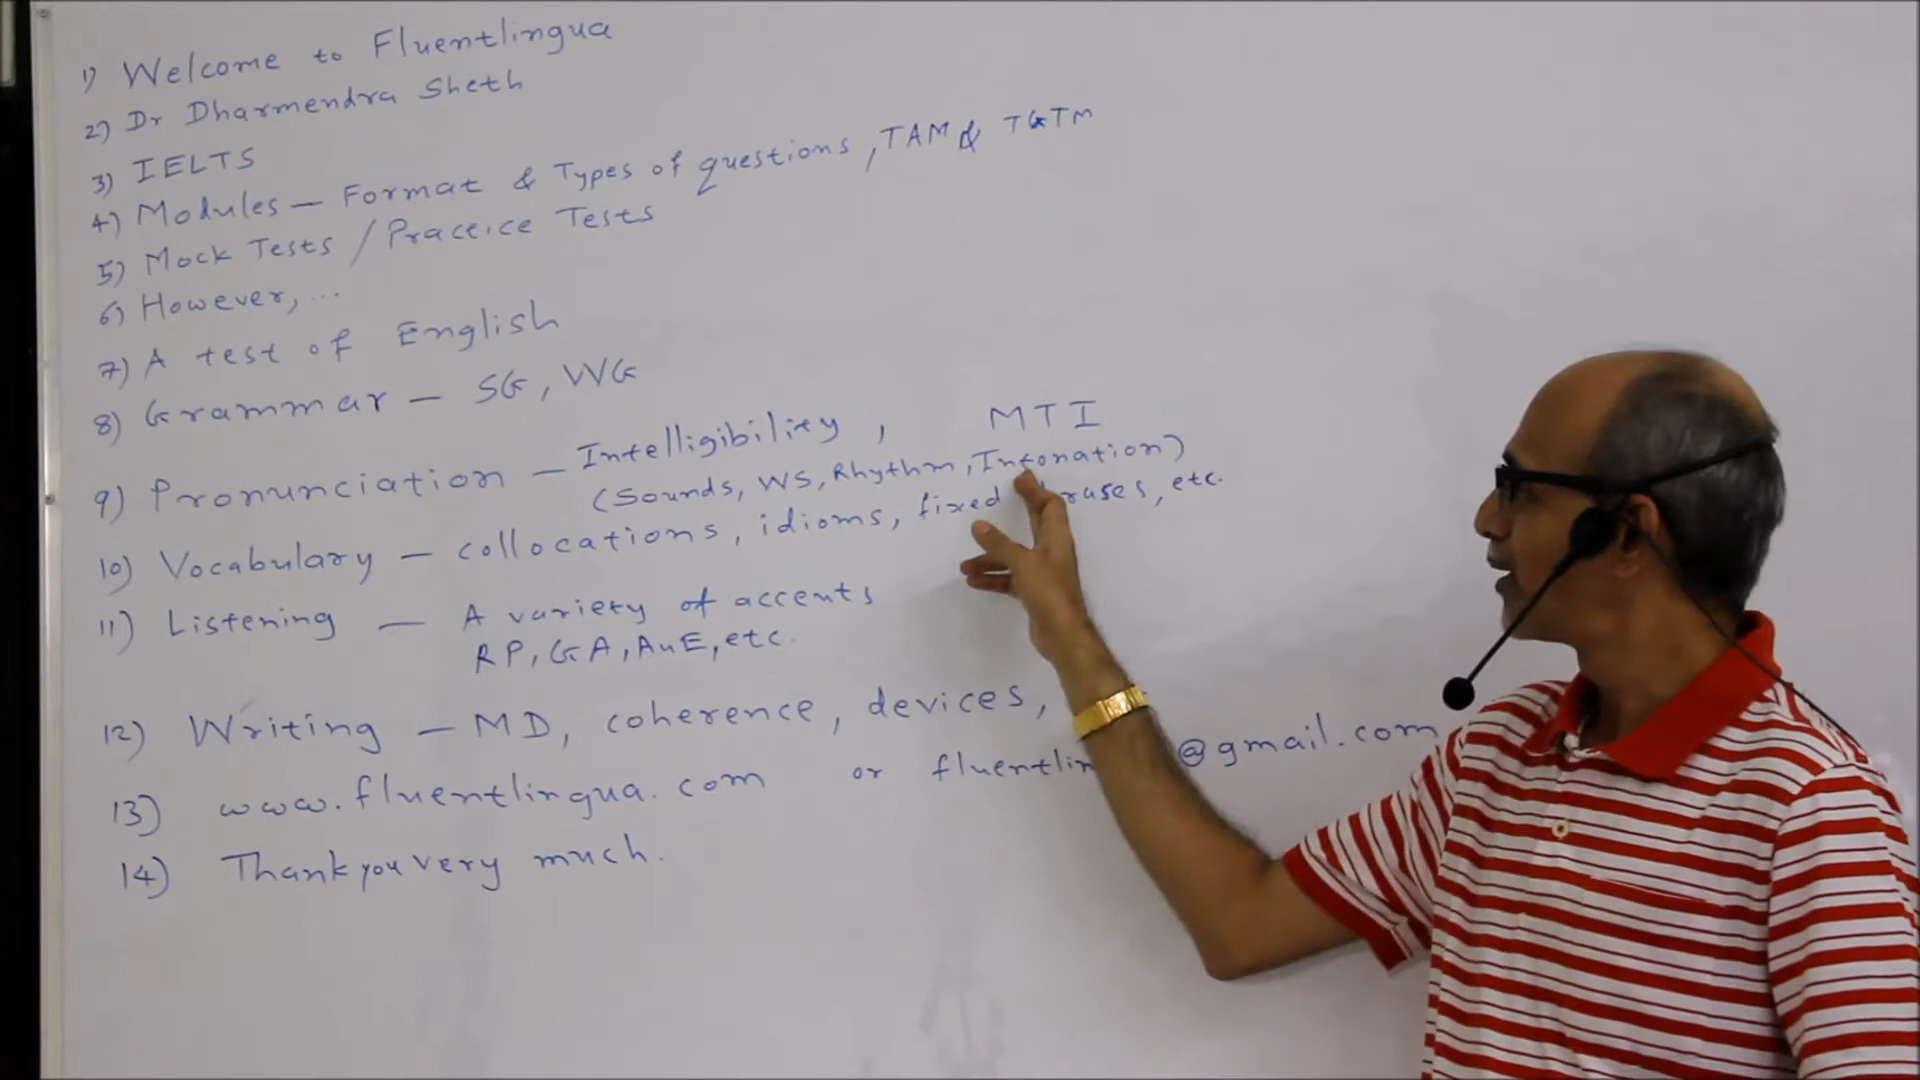 1) Welcome to Fluentlingua
2) Dr Dharmendra Sheth
3) IELTS
4) Modules — Format & Types of questions, TAM & TGTM
5) Mock Tests / Practice Tests
6) However, ...
7) A test of English
8) Grammar — SG, WG
9) Pronunciation — Intelligibility, MTI
(Sounds, WS, Rhythm, Intonation)
10) Vocabulary — collocations, idioms, fixed etc.
11) Listening — A variety of accents
RP, GA, AuE, etc.
12) Writing — MD, coherence, devices,
13) www.fluentlingua.com or fluentlin @gmail.com
14) Thank you very much.